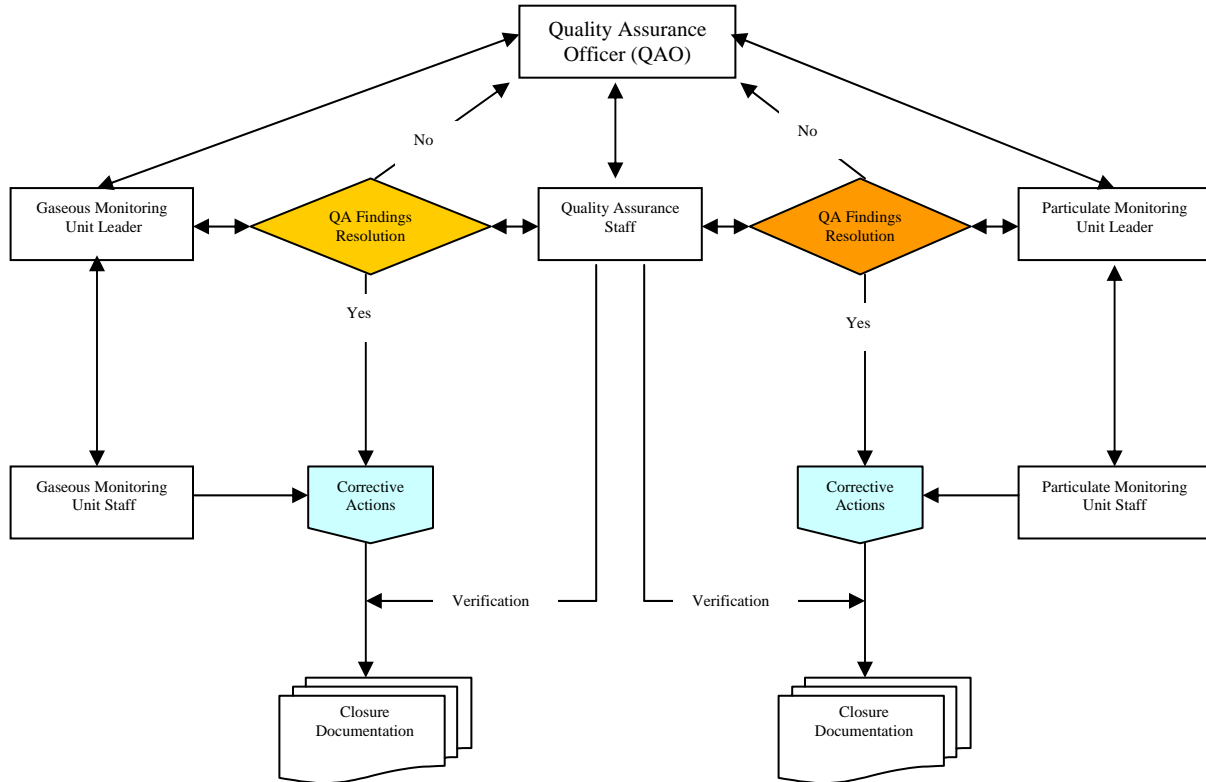 Quality Assurance
Officer (QAO)
No
No
Gaseous Monitoring
Unit Leader
QA Findings
Resolution
Quality Assurance
Staff
QA Findings
Resolution
Particulate Monitoring
Unit Leader
Yes
Yes
Gaseous Monitoring
Unit Staff
Corrective
Actions
Corrective
Actions
Particulate Monitoring
Unit Staff
Verification
Verification
Closure
Documentation
Closure
Documentation